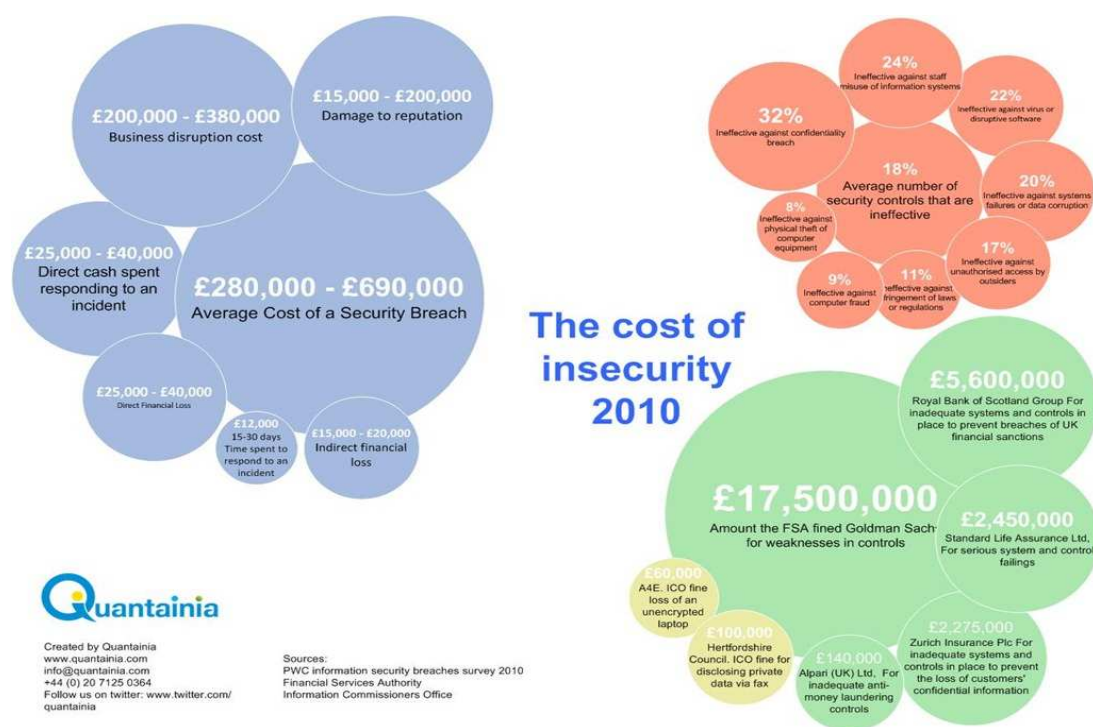 £200,000 - £380,000
Business disruption cost
£15,000 - £200,000
Damage to reputation
£25,000 - £40,000
Direct cash spent
responding to an
incident
£280,000 - £690,000
Average Cost of a Security Breach
£25,000 - £40,000
Direct Financial Loss
£12,000
15-30 days
Time spent to
respond to an
incident
£15,000 - £20,000
Indirect financial
loss
24%
Ineffective against staff
misuse of information systems
22%
Ineffective against virus or
disruptive software
32%
Ineffective against confidentiality
breach
18%
Average number of
security controls that are
ineffective
20%
Ineffective against systems
failures or data corruption
8%
Ineffective against
physical theft of
computer
equipment
17%
Ineffective against
unauthorised access by
outsiders
9%
Ineffective against
computer fraud
11%
neffective against
fringement of laws
or regulations
The cost of
insecurity
2010
£5,600,000
Royal Bank of Scotland Group For
inadequate systems and controls in
place to prevent breaches of UK
financial sanctions
£17,500,000
Amount the FSA fined Goldman Sach
for weaknesses in controls
£2,450,000
Standard Life Assurance Ltd,
For serious system and control
failings
£60,000
A4E. ICO fine
loss of an
unencrypted
laptop
£100,000
Hertfordshire
Council. ICO fine for
disclosing private
data via fax
£140,000
Alpari (UK) Ltd, For
inadequate anti-
money laundering
controls
£2,275,000
Zurich Insurance Plc For
inadequate systems and
controls in place to prevent
the loss of customers'
confidential information
Quantainia
Created by Quantainia
www.quantainia.com
info@quantainia.com
+44 (0) 20 7125 0364
Follow us on twitter: www.twitter.com/
quantainia
Sources:
PWC information security breaches survey 2010
Financial Services Authority
Information Commissioners Office